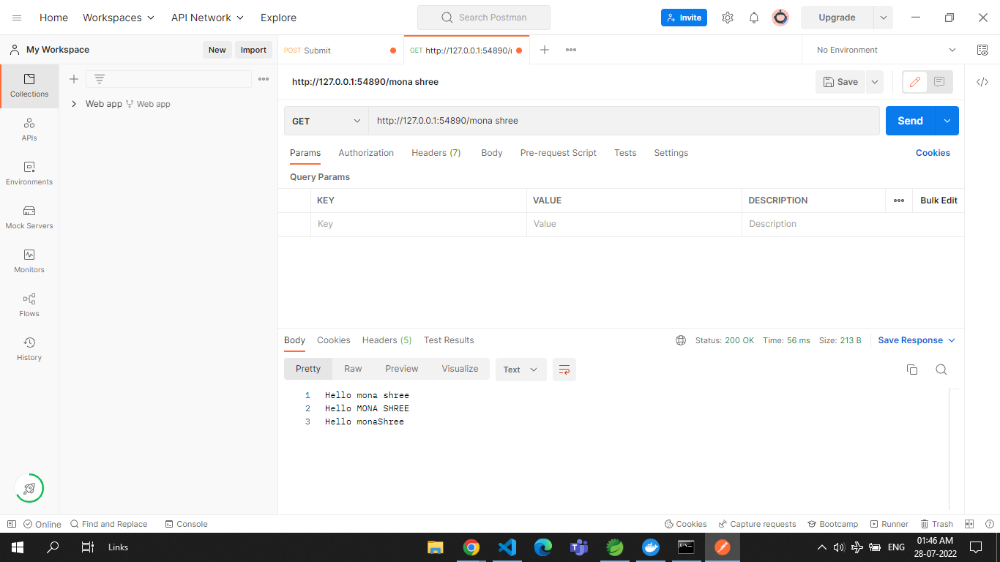 Home Workspaces API Network Explore Search Postman Invite Upgrade
My Workspace New Import POST Submit GET http://127.0.0.1:54890/ No Environment
Collections
APIs
Environments
Mock Servers
Monitors
Flows
History
Web app Web app
http://127.0.0.1:54890/mona shree Save
GET http://127.0.0.1:54890/mona shree Send
Params Authorization Headers (7) Body Pre-request Script Tests Settings Cookies
Query Params
KEY VALUE DESCRIPTION Bulk Edit
Key Value Description
Body Cookies Headers (5) Test Results Status: 200 OK Time: 56 ms Size: 213 B Save Response
Pretty Raw Preview Visualize Text
1 Hello mona shree
2 Hello MONA SHREE
3 Hello monaShree
Online Find and Replace Console Cookies Capture requests Bootcamp Runner Trash
Links ENG 01:46 AM
28-07-2022